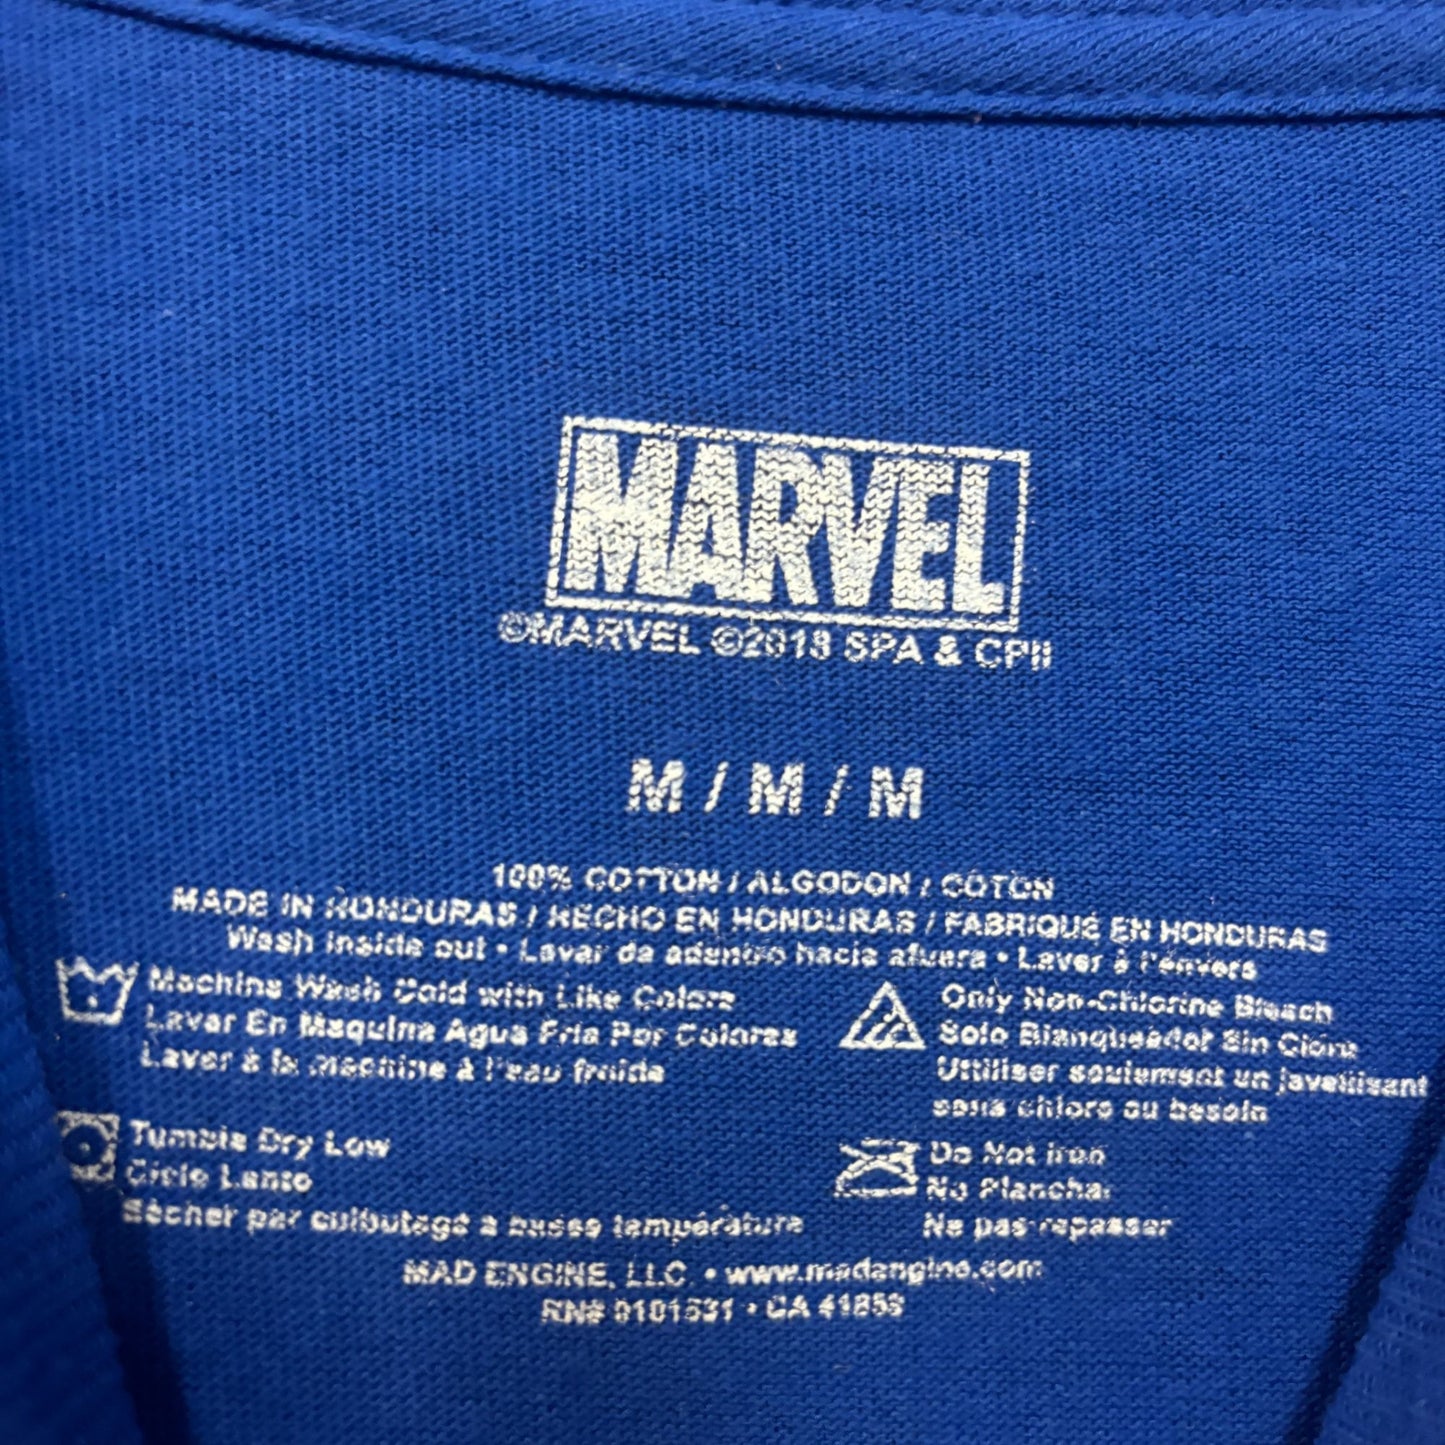 MARVEL
©MARVEL ©2018 SPA & CPII
M / M / M
100% COTTON / ALGODON / COTON
MADE IN HONDURAS / HECHO EN HONDURAS / FABRIQUÉ EN HONDURAS
Wash inside out • Lavar da adentro hacia afuera • Laver à l'envers
Machine Wash Cold with Like Colors
Lavar En Maquina Agua Fria Por Colores
Laver à la machine à l'eau froide
Only Non-Chlorine Bleach
Solo Blanqueador Sin Cloro
Utiliser seulement un javellisant
sans chlore au besoin
Tumble Dry Low
Ciclo Lento
Sécher par culbutage à basse température
Do Not Iron
No Planchar
Ne pas repasser
MAD ENGINE, LLC. • www.madengine.com
RN# 0101531 • CA 41858